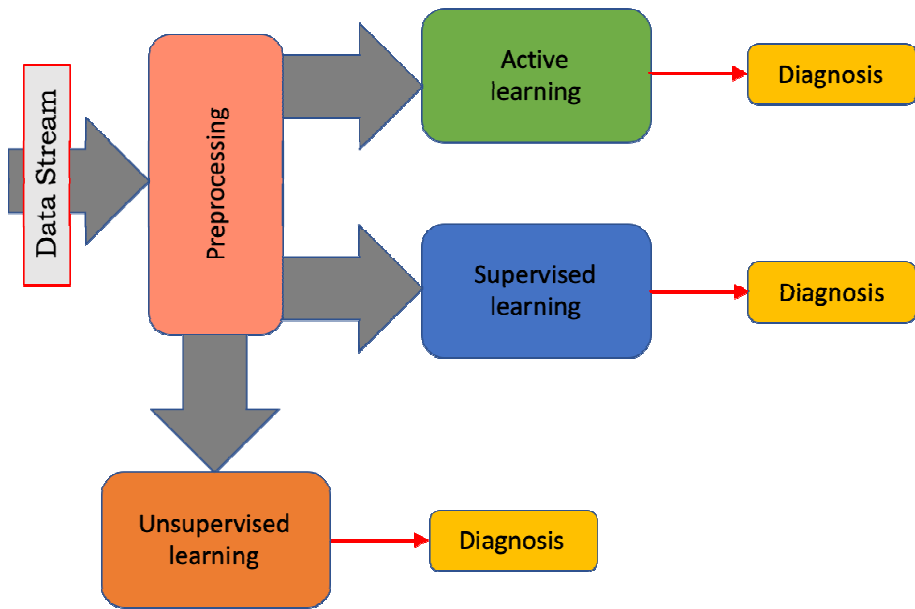 Data Stream
Preprocessing
Active
learning
Diagnosis
Supervised
learning
Diagnosis
Unsupervised
learning
Diagnosis